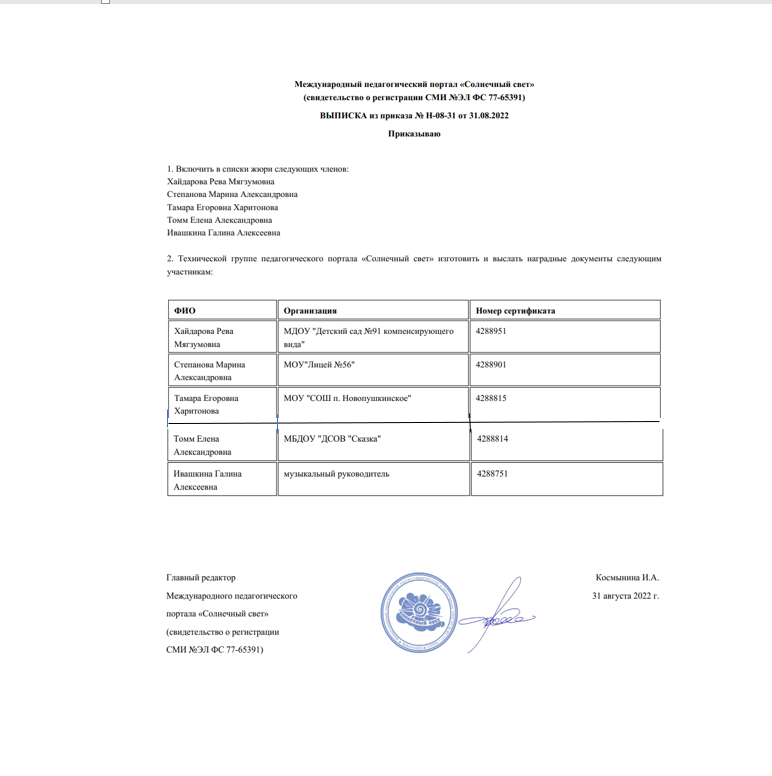 Международный педагогический портал «Солнечный свет»
(свидетельство о регистрации СМИ №ЭЛ ФС 77-65391)
ВЫПИСКА из приказа № Н-08-31 от 31.08.2022
Приказываю
1. Включить в списки жюри следующих членов:
Хайдарова Рева Мягзумовна
Степанова Марина Александровна
Тамара Егоровна Харитонова
Томм Елена Александровна
Ивашкина Галина Алексеевна
2. Технической группе педагогического портала «Солнечный свет» изготовить и выслать наградные документы следующим
участникам:
ФИО Организация Номер сертификата
Хайдарова Рева МДОУ "Детский сад №91 компенсирующего 4288951
Мягзумовна вида"
Степанова Марина МОУ"Лицей №56" 4288901
Александровна
Тамара Егоровна МОУ "СОШ п. Новопушкинское" 4288815
Харитонова
Томм Елена МБДОУ "ДСОВ "Сказка" 4288814
Александровна
Ивашкина Галина музыкальный руководитель 4288751
Алексеевна
Главный редактор Космынина И.А.
Международного педагогического 31 августа 2022 г.
портала «Солнечный свет»
(свидетельство о регистрации
СМИ №ЭЛ ФС 77-65391)